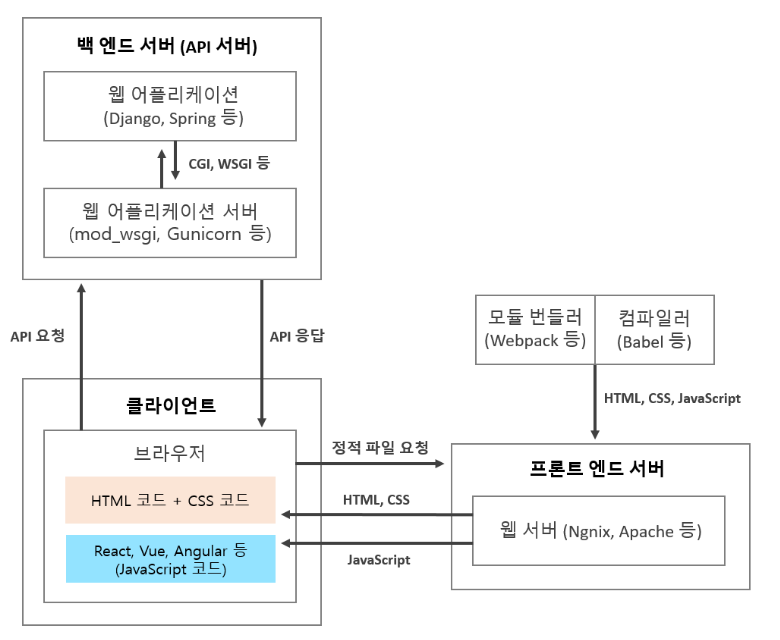 백 엔드 서버 (API 서버)
웹 어플리케이션
(Django, Spring 등)
CGI, WSGI 등
웹 어플리케이션 서버
(mod_wsgi, Gunicorn 등)
API 요청
API 응답
모듈 번들러
(Webpack 등)
컴파일러
(Babel 등)
HTML, CSS, JavaScript
클라이언트
브라우저
HTML 코드 + CSS 코드
React, Vue, Angular 등
(JavaScript 코드)
정적 파일 요청
HTML, CSS
JavaScript
프론트 엔드 서버
웹 서버 (Ngnix, Apache 등)